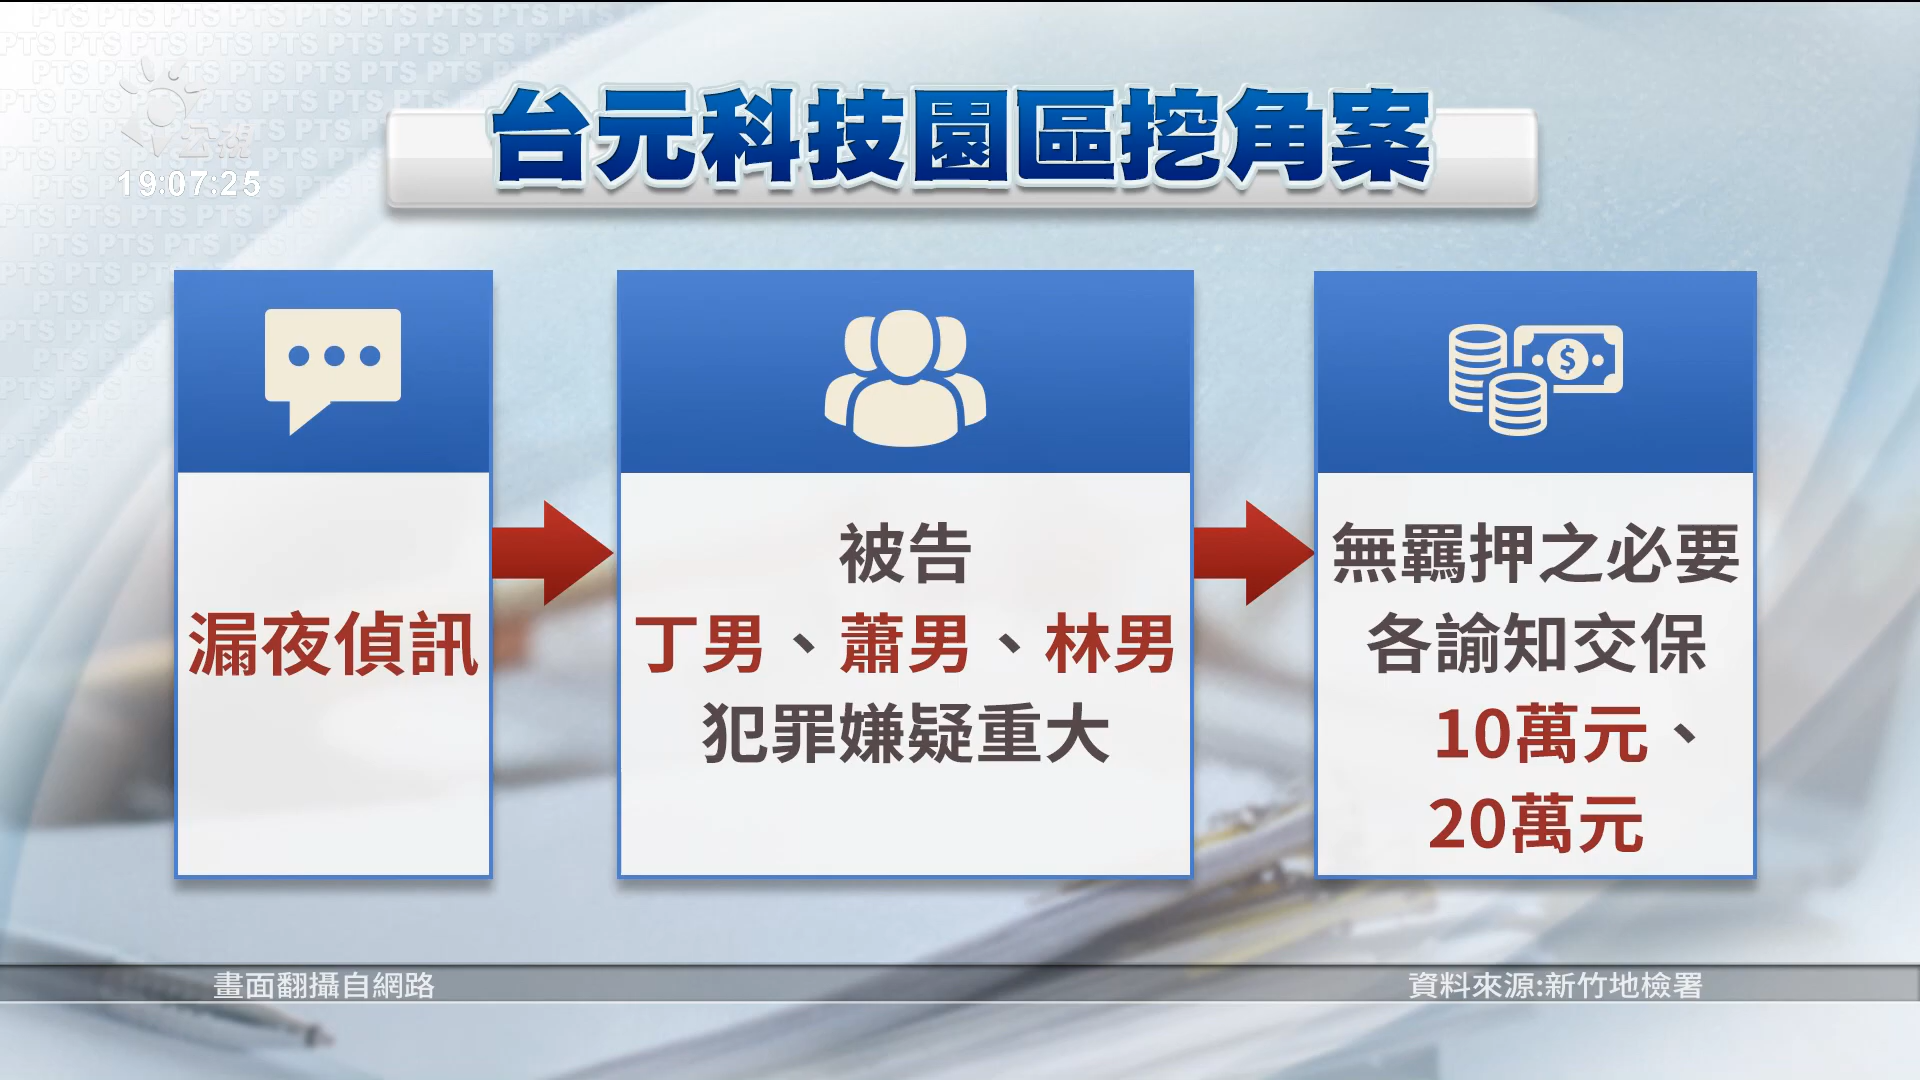 公視
19:07:25
台元科技園區挖角案
漏夜偵訊
被告
丁男、蕭男、林男
犯罪嫌疑重大
無羈押之必要
各諭知交保
10萬元、
20萬元
畫面翻攝自網路
資料來源:新竹地檢署